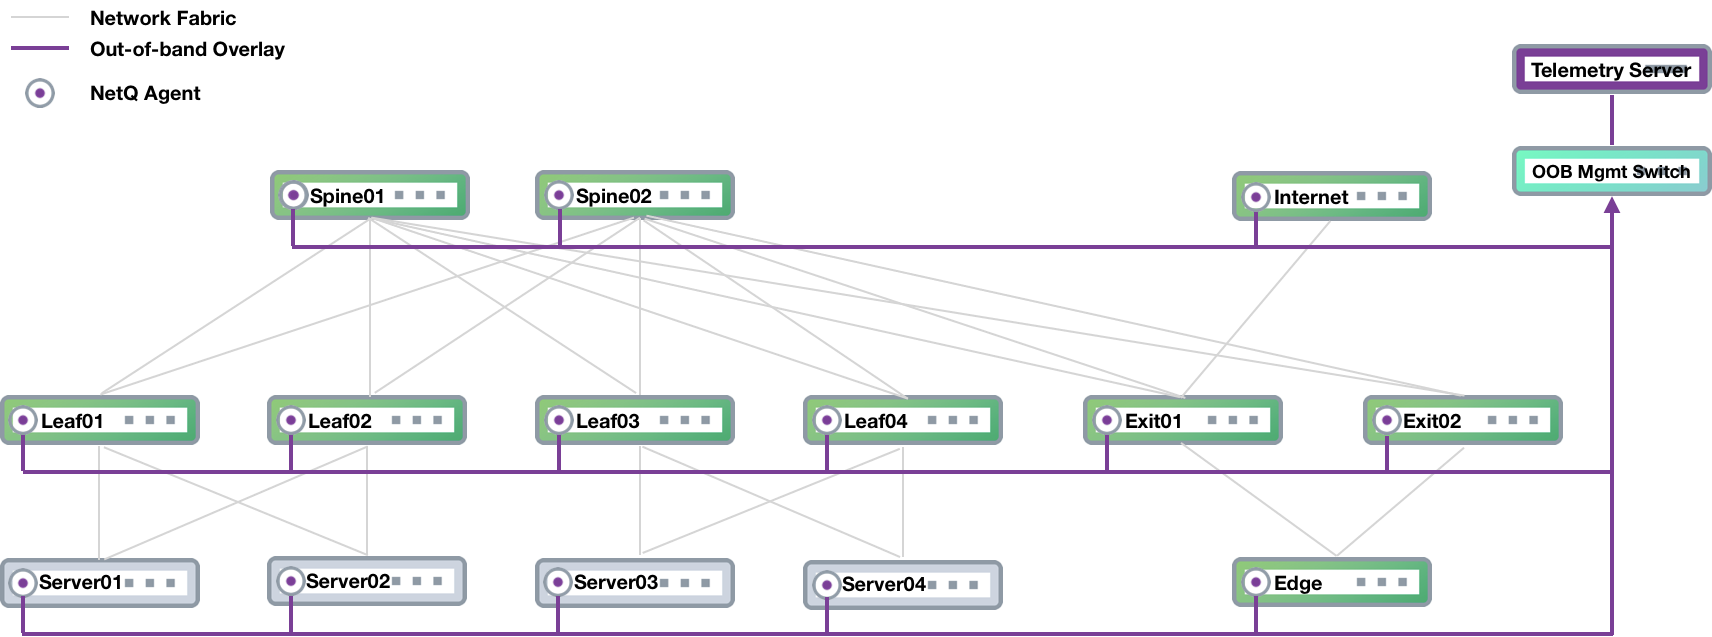 Network Fabric
Out-of-band Overlay
NetQ Agent
Telemetry Server
OOB Mgmt Switch
Spine01
Spine02
Internet
Leaf01
Leaf02
Leaf03
Leaf04
Exit01
Exit02
Server01
Server02
Server03
Server04
Edge